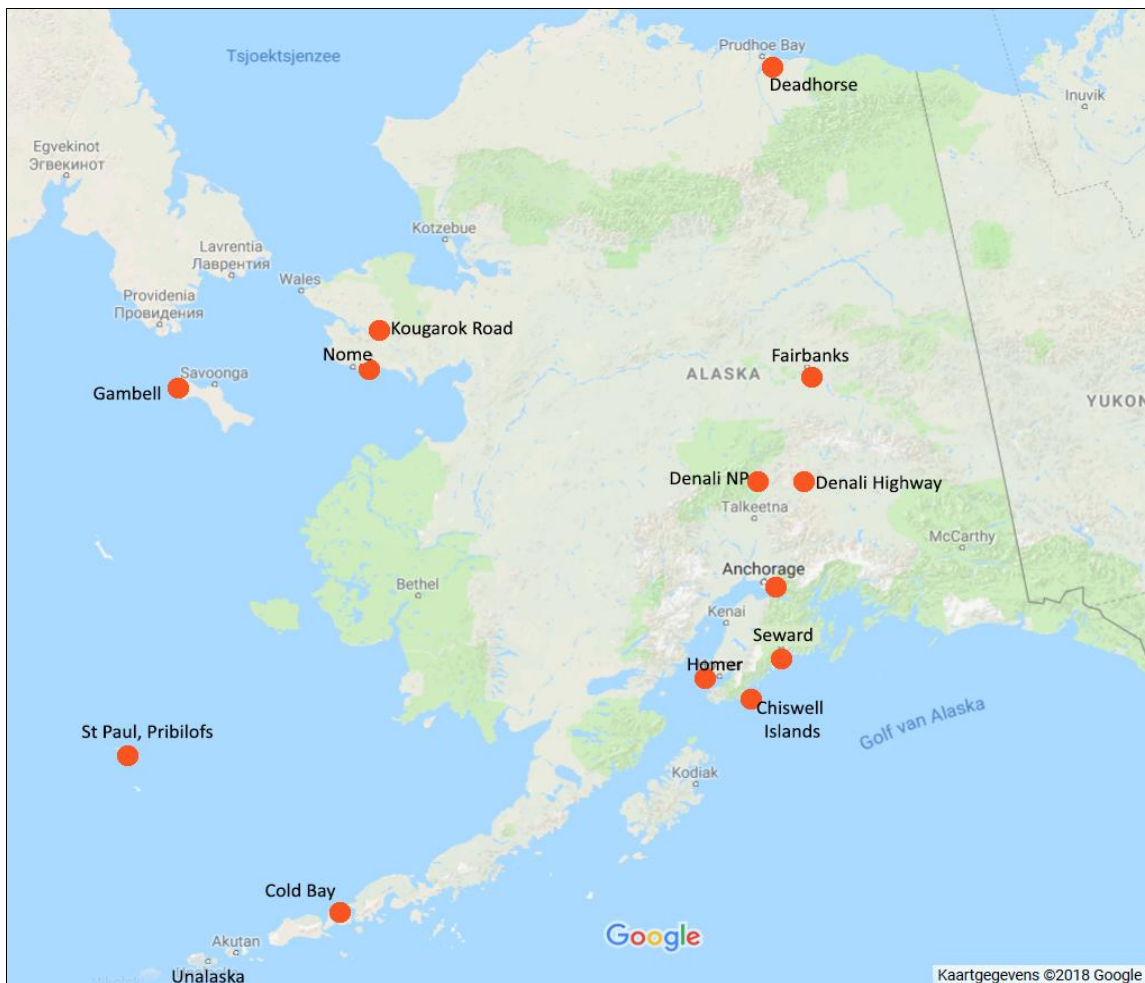 Prudhoe Bay
Tsjoektsjenzee
Deadhorse
Inuvik
Egvekinot
Эгвекинот
Kotzebue
Lavrentia
Лаврентия
Wales
Providenia
Провидения
Kougarok Road
Nome
Fairbanks
Savoonga
ALASKA
Gambell
YUKON
Denali NP
Denali Highway
Talkeetna
McCarthy
Anchorage
Bethel
Kenai
Seward
Homer
Chiswell
Islands
Golf van Alaska
St Paul, Pribilofs
Kodiak
Cold Bay
Akutan
Google
Unalaska
Kaartgegevens ©2018 Google